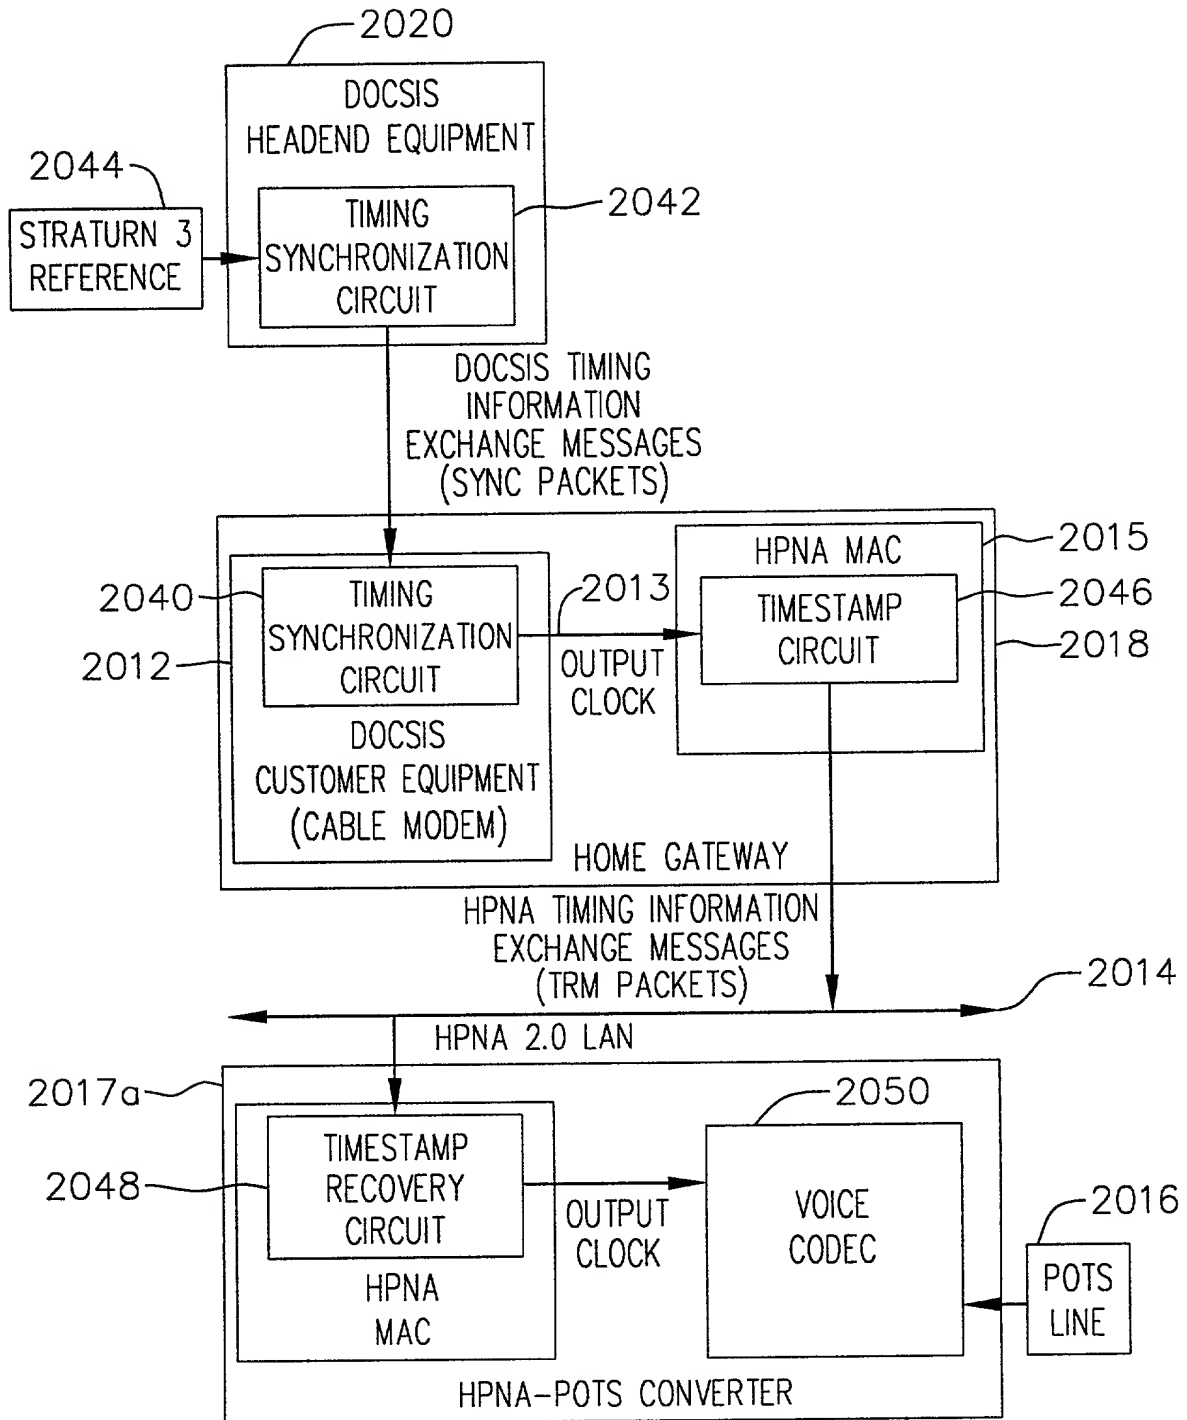 2020
DOCSIS
HEADEND EQUIPMENT
2044
STRATURN 3
REFERENCE
2042
TIMING
SYNCHRONIZATION
CIRCUIT
DOCSIS TIMING
INFORMATION
EXCHANGE MESSAGES
(SYNC PACKETS)
HPNA MAC
2015
2040
TIMING
SYNCHRONIZATION
CIRCUIT
2013
OUTPUT
CLOCK
TIMESTAMP
CIRCUIT
2046
2018
2012
DOCSIS
CUSTOMER EQUIPMENT
(CABLE MODEM)
HOME GATEWAY
HPNA TIMING INFORMATION
EXCHANGE MESSAGES
(TRM PACKETS)
2014
HPNA 2.0 LAN
2017a
2050
2048
TIMESTAMP
RECOVERY
CIRCUIT
OUTPUT
CLOCK
VOICE
CODEC
2016
POTS
LINE
HPNA
MAC
HPNA-POTS CONVERTER